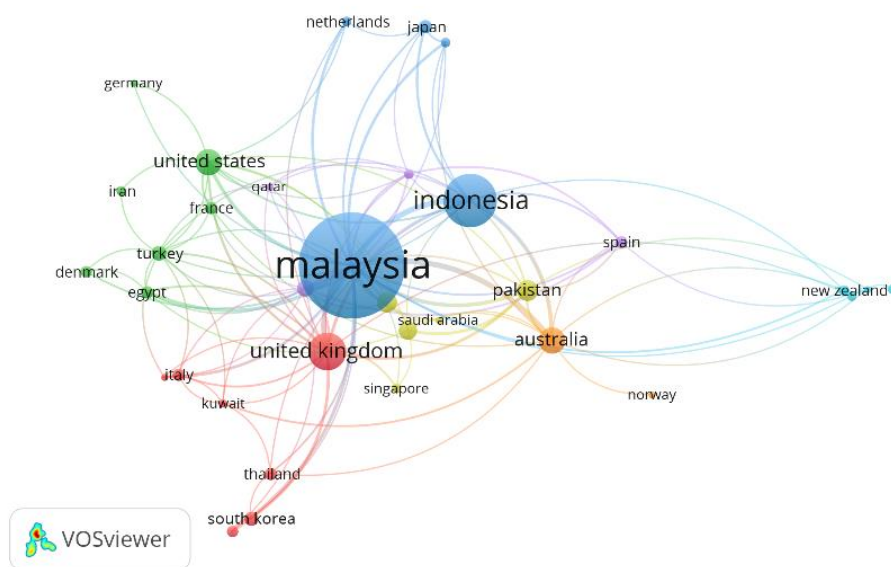 netherlands
japan
germany
united states
iran
qatar
france
indonesia
turkey
spain
denmark
malaysia
egypt
pakistan
new zealand
saudi arabia
united kingdom
australia
italy
singapore
kuwait
norway
thailand
south korea
VOSviewer